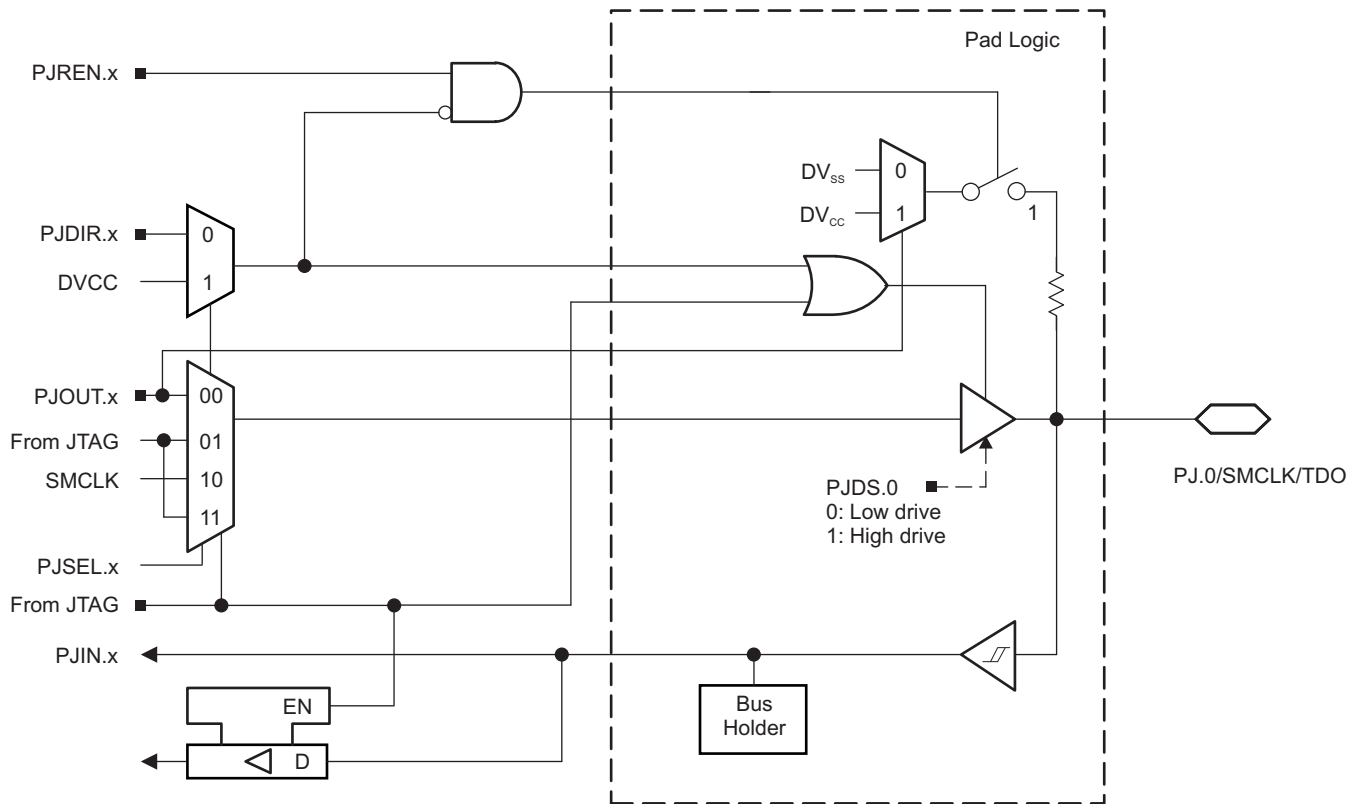 Pad Logic
PJREN.x
DVSS
0
DVCC
1
1
PJDIR.x
0
DVCC
1
PJOUT.x
00
From JTAG
01
SMCLK
10
11
PJDS.0
0: Low drive
1: High drive
PJ.0/SMCLK/TDO
PJSEL.x
From JTAG
PJIN.x
EN
D
Bus
Holder